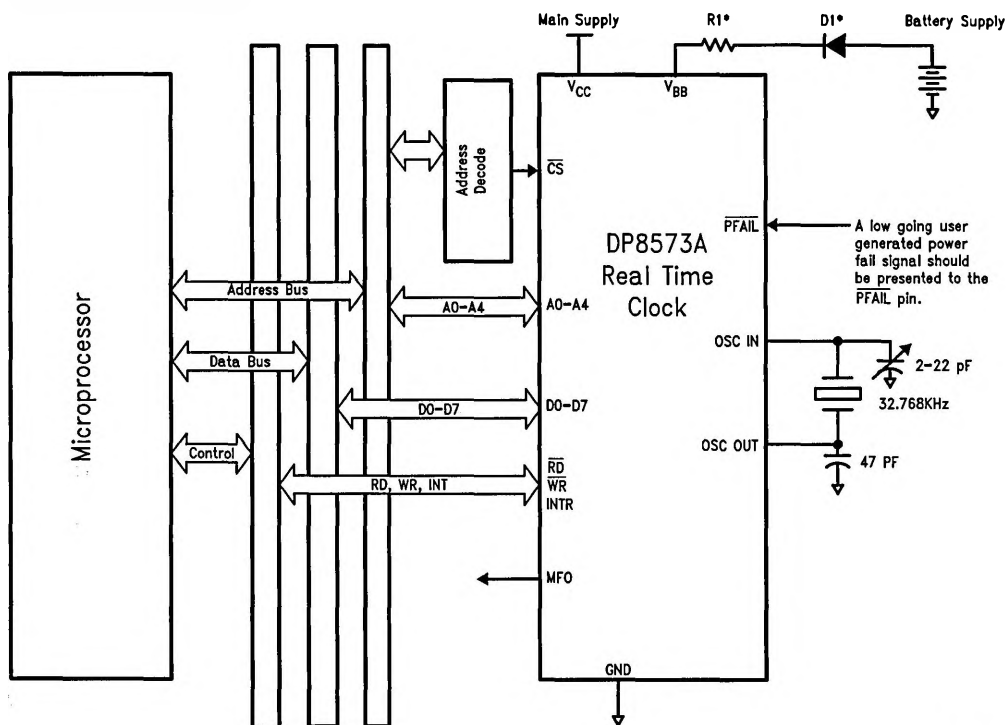 Main Supply
R1*
D1*
Battery Supply
VCC
VBB
Microprocessor
Address
Decode
CS
DP8573A
Real Time
Clock
PFAIL
A low going user
generated power
fail signal should
be presented to the
PFAIL pin.
Address Bus
A0-A4
A0-A4
OSC IN
2-22 pF
Data Bus
32.768KHz
D0-D7
D0-D7
OSC OUT
Control
47 PF
RD, WR, INT
RD
WR
INTR
MFO
GND